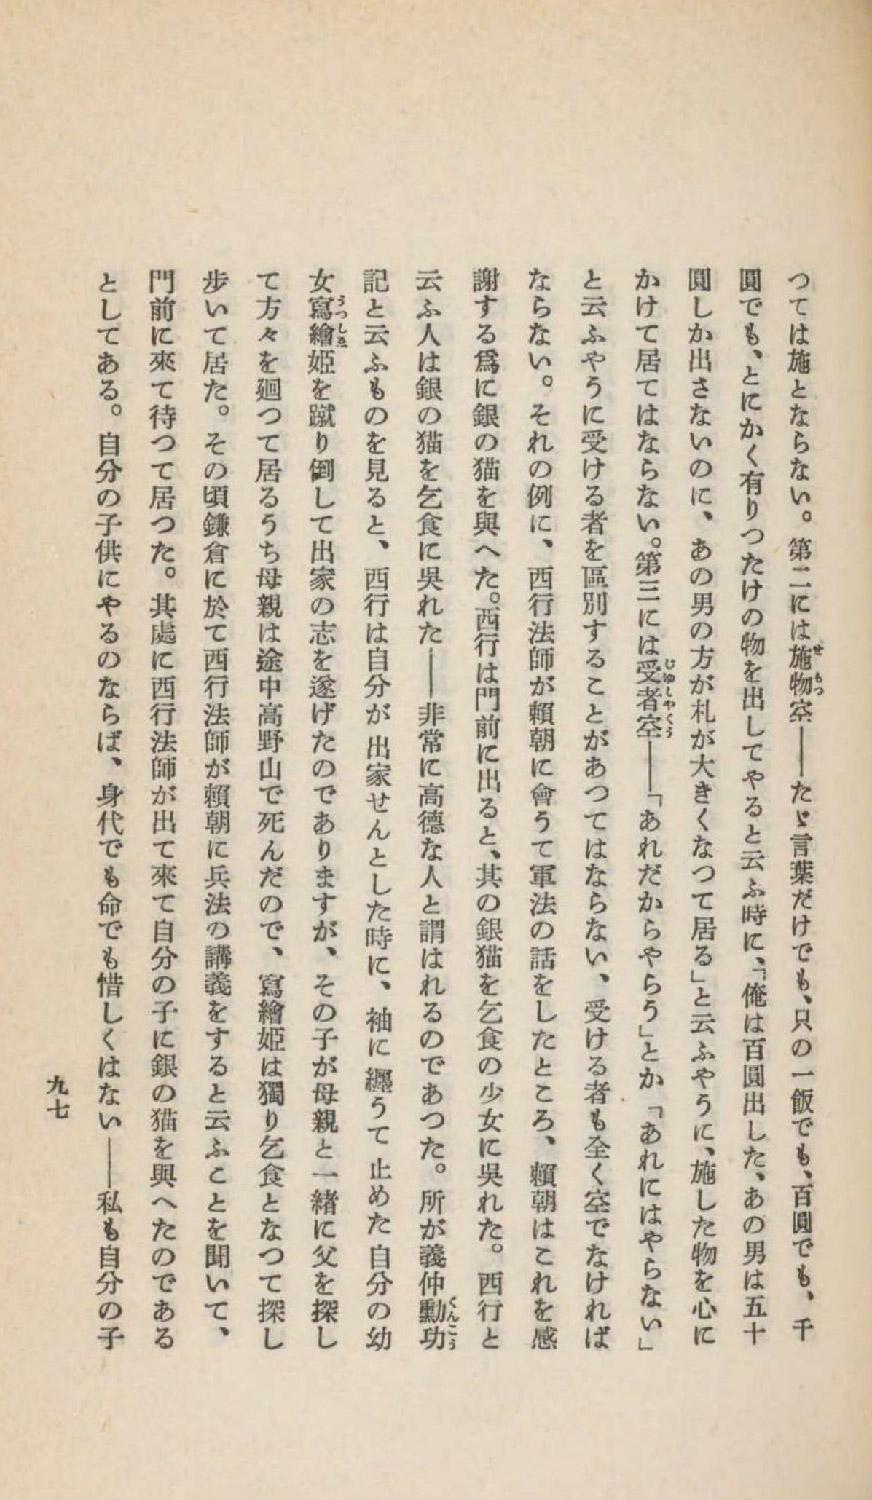 つては施とならない。第二には施物空――たゞ言葉だけでも、只の一飯でも、百圓でも、千
圓でも、とにかく有りつたけの物を出してやると云ふ時に、「俺は百圓出した、あの男は五十
圓しか出さないのに、あの男の方が札が大きくなつて居る」と云ふやうに、施した物を心に
かけて居てはならない。第三には受者空――「あれだからやらう」とか「あれにはやらない」
と云ふやうに受ける者を區別することがあつてはならない、受ける者も全く空でなければ
ならない。それの例に、西行法師が賴朝に會うて軍法の話をしたところ、賴朝はこれを感
謝する爲に銀の猫を與へた。西行は門前に出ると、其の銀猫を乞食の少女に吳れた。西行と
云ふ人は銀の猫を乞食に吳れた――非常に高德な人と謂はれるのであつた。所が義仲勳功
記と云ふものを見ると、西行は自分が出家せんとした時に、袖に纒うて止めた自分の幼
女寫繪姬を蹴り倒して出家の志を遂げたのでありますが、その子が母親と一緖に父を探し
て方々を廻つて居るうち母親は途中高野山で死んだので、寫繪姬は獨り乞食となつて探し
步いて居た。その頃鎌倉に於て西行法師が賴朝に兵法の講義をすると云ふことを聞いて、
門前に來て待つて居つた。其處に西行法師が出て來て自分の子に銀の猫を與へたのである
としてある。自分の子供にやるのならば、身代でも命でも惜しくはない――私も自分の子
九七